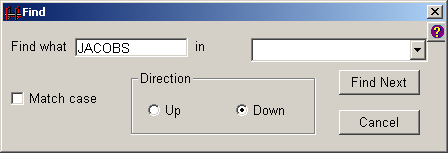 Find
Find what JACOBS in
Direction
Find Next
Match case
Up Down
Cancel